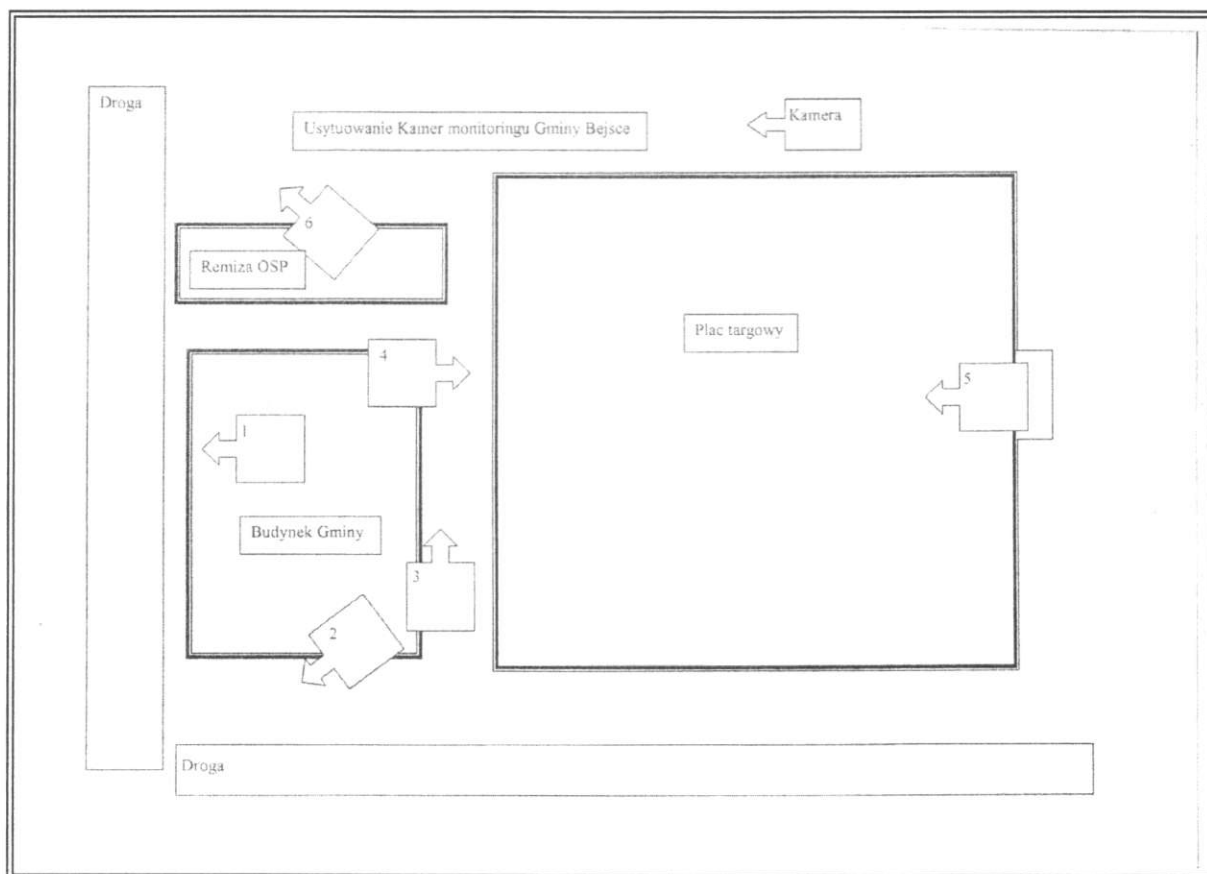 Droga
Usytuowanie Kamer monitoringu Gminy Bejsce
Kamera
6
Remiza OSP
4
Plac targowy
5
1
Budynek Gminy
3
2
Droga